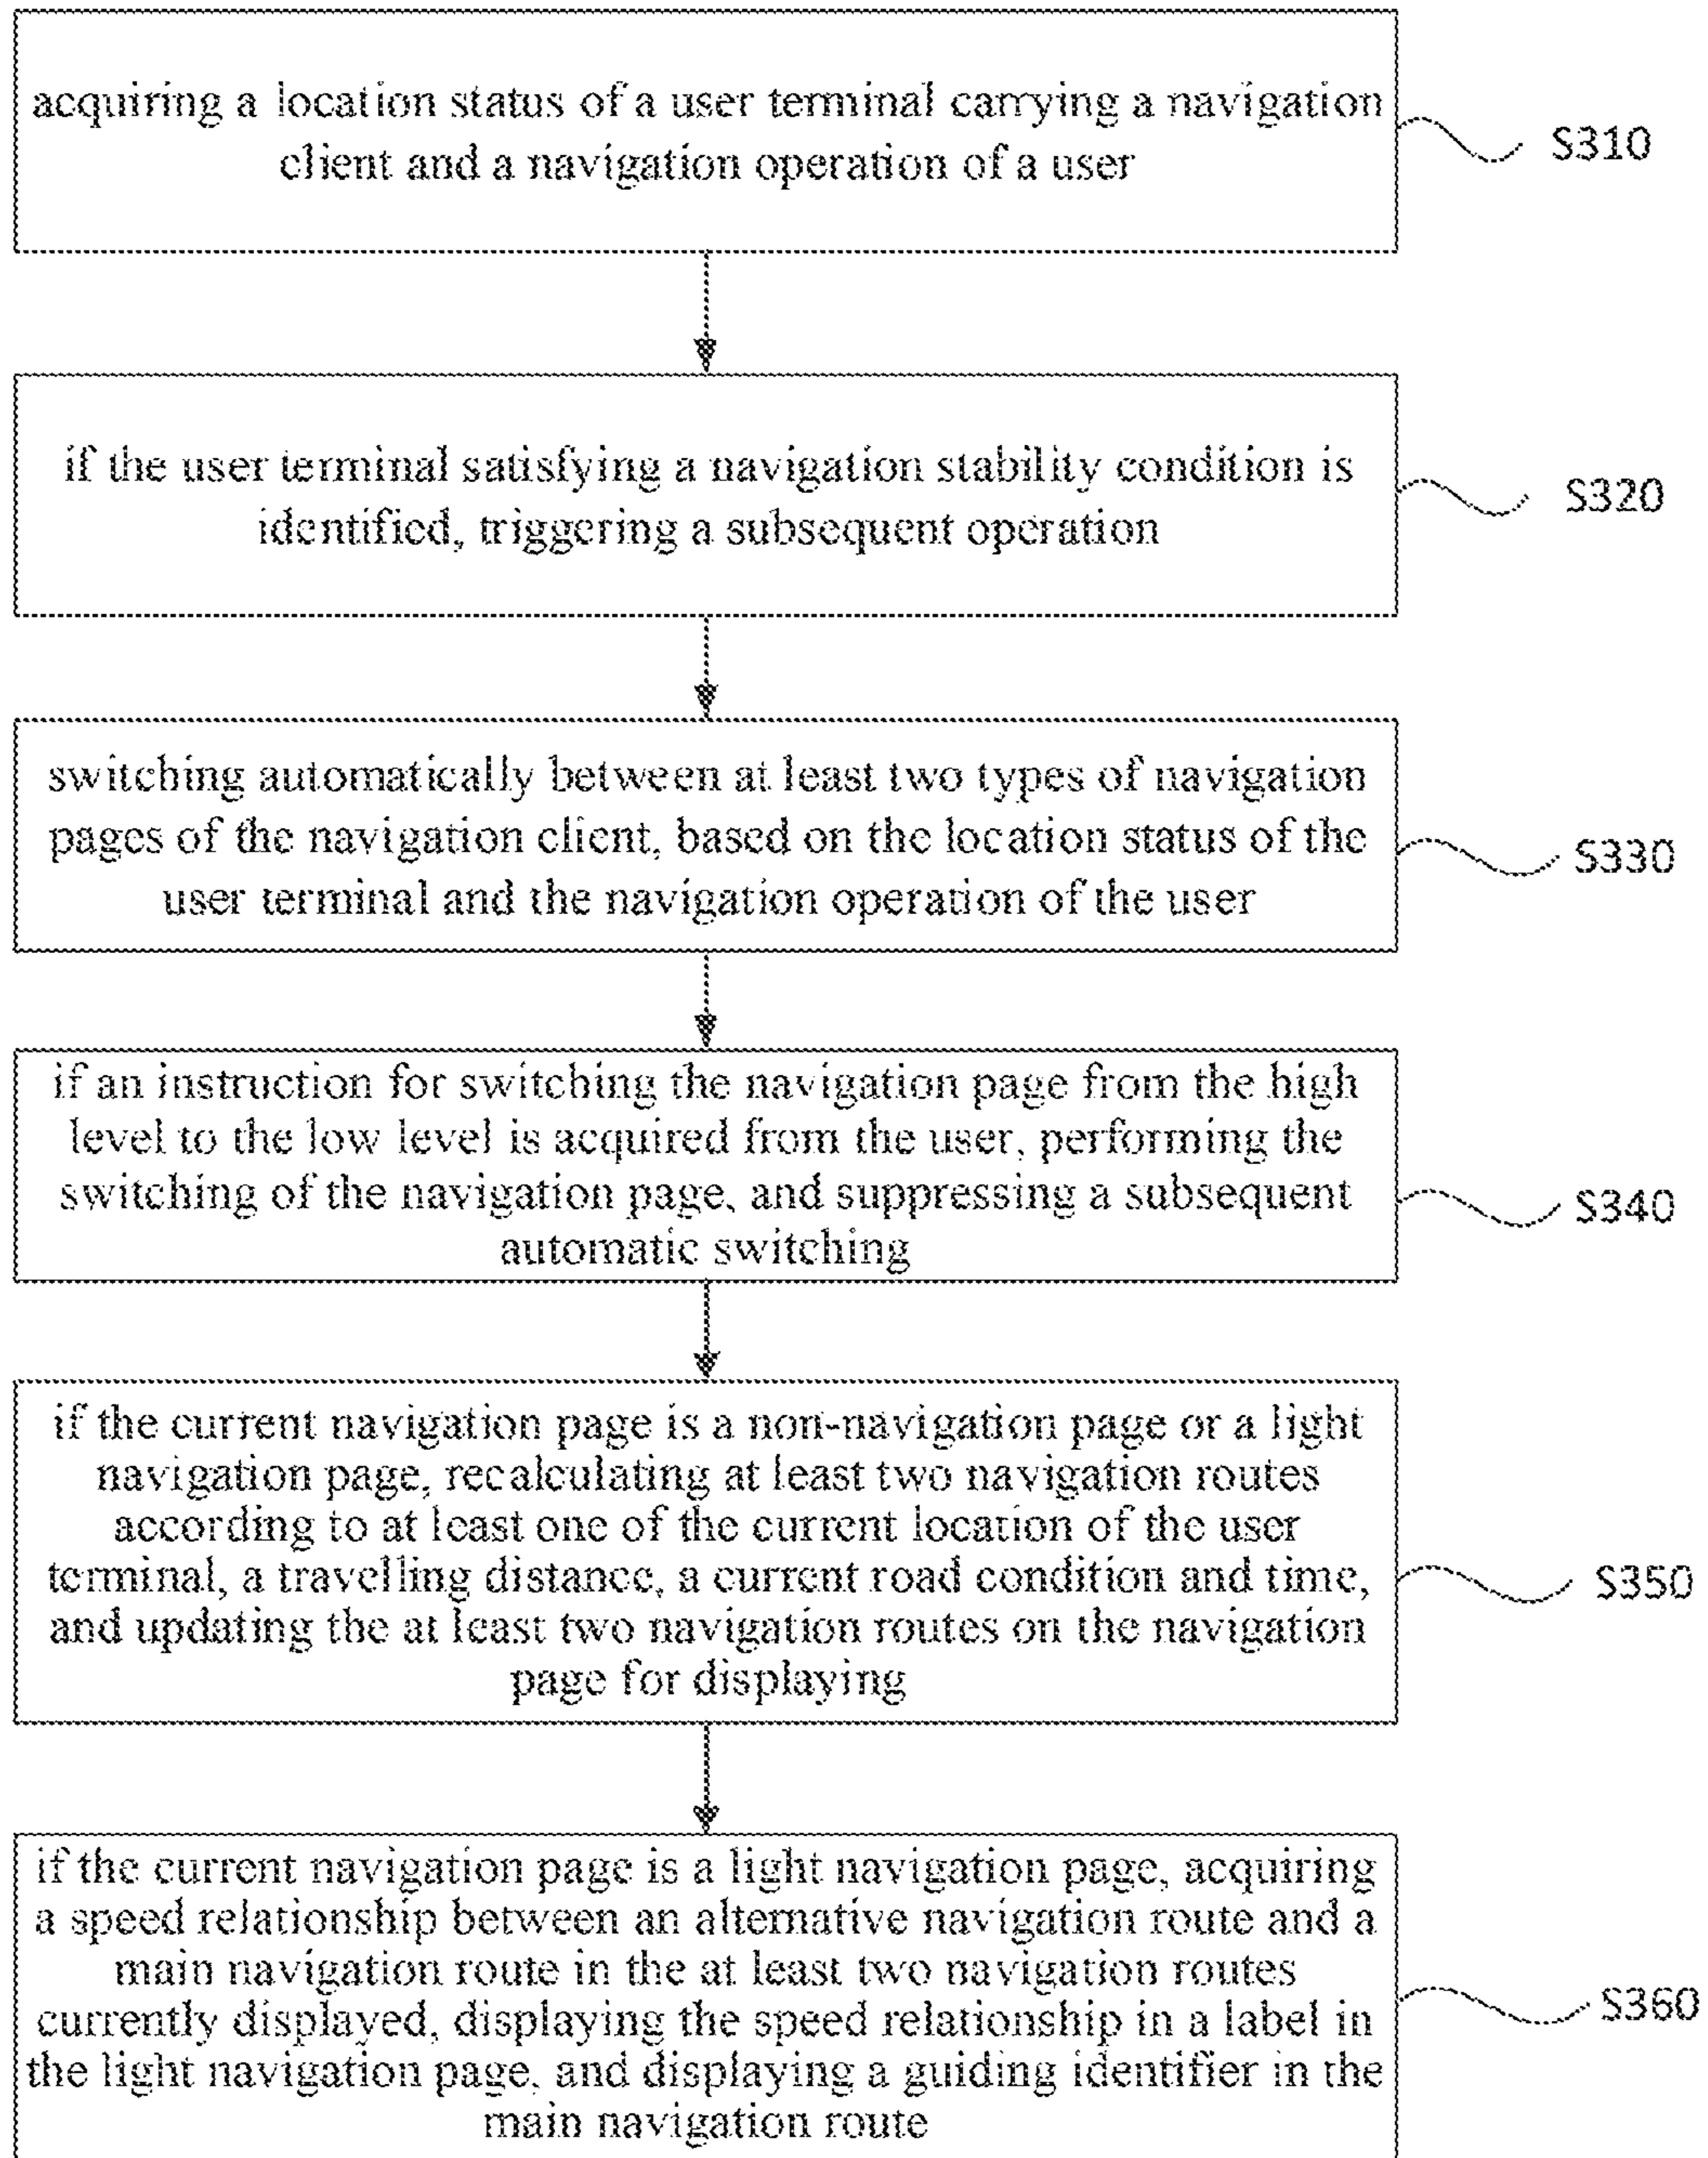 acquiring a location status of a user terminal carrying a navigation
client and a navigation operation of a user
S310
if the user terminal satisfying a navigation stability condition is
identified, triggering a subsequent operation
S320
switching automatically between at least two types of navigation
pages of the navigation client, based on the location status of the
user terminal and the navigation operation of the user
S330
if an instruction for switching the navigation page from the high
level to the low level is acquired from the user, performing the
switching of the navigation page, and suppressing a subsequent
automatic switching
S340
if the current navigation page is a non-navigation page or a light
navigation page, recalculating at least two navigation routes
according to at least one of the current location of the user
terminal, a travelling distance, a current road condition and time,
and updating the at least two navigation routes on the navigation
page for displaying
S350
if the current navigation page is a light navigation page, acquiring
a speed relationship between an alternative navigation route and a
main navigation route in the at least two navigation routes
currently displayed, displaying the speed relationship in a label in
the light navigation page, and displaying a guiding identifier in the
main navigation route
S360